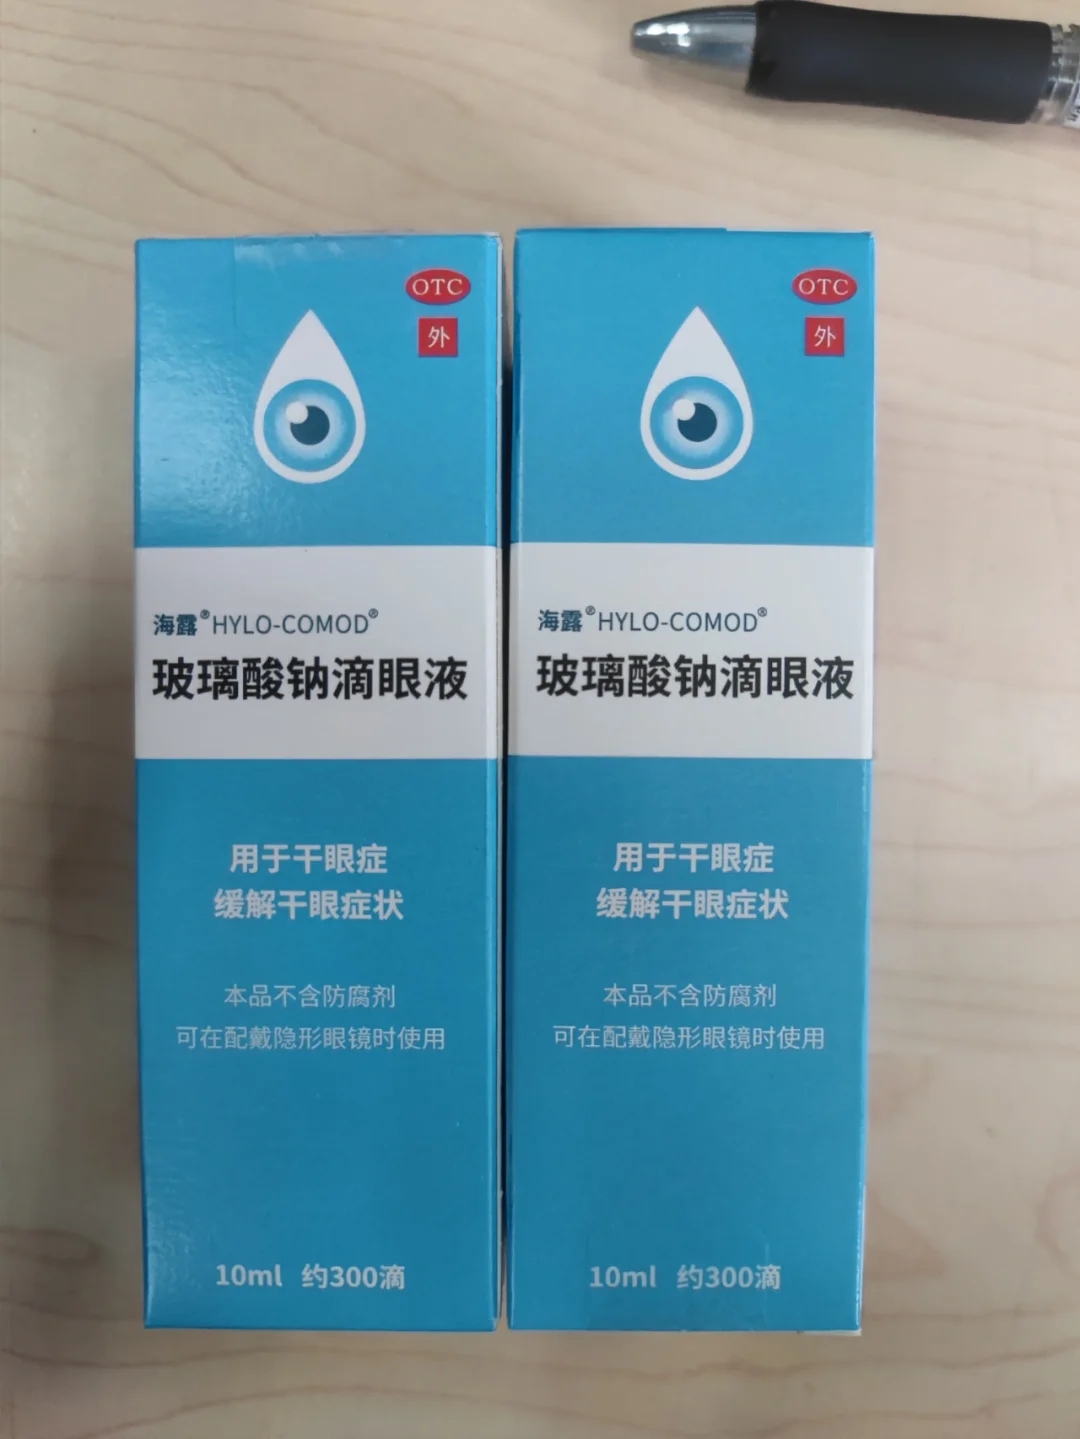 OTC
外
海露®HYLO-COMOD®
玻璃酸钠滴眼液
用于干眼症
缓解干眼症状
本品不含防腐剂
可在配戴隐形眼镜时使用
10ml 约300滴
OTC
外
海露®HYLO-COMOD®
玻璃酸钠滴眼液
用于干眼症
缓解干眼症状
本品不含防腐剂
可在配戴隐形眼镜时使用
10ml 约300滴